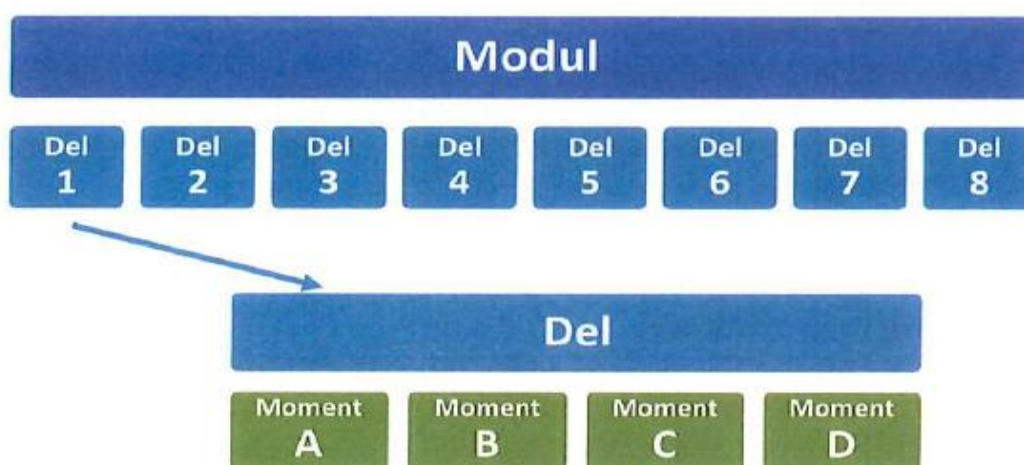 Modul
Del Del Del Del Del Del Del Del
1 2 3 4 5 6 7 8
Del
Moment Moment Moment Moment
A B C D